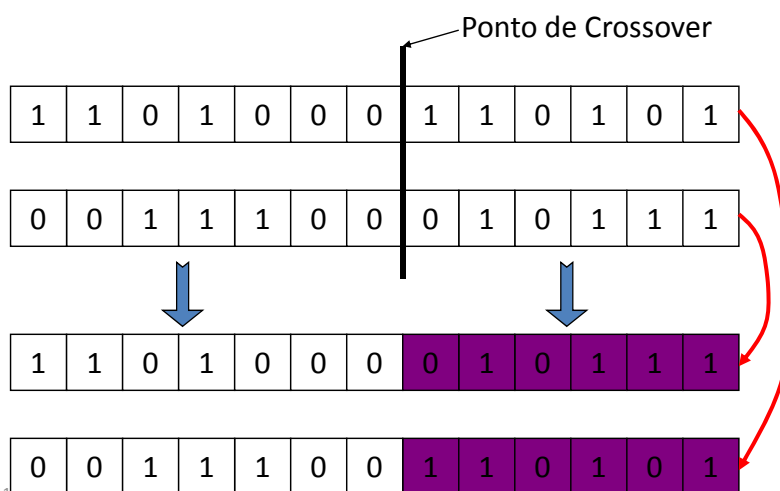 Ponto de Crossover
1 1 0 1 0 0 0 1 1 0 1 0 1
0 0 1 1 1 0 0 0 1 0 1 1 1
1 1 0 1 0 0 0 0 1 0 1 1 1
0 0 1 1 1 0 0 1 1 0 1 0 1